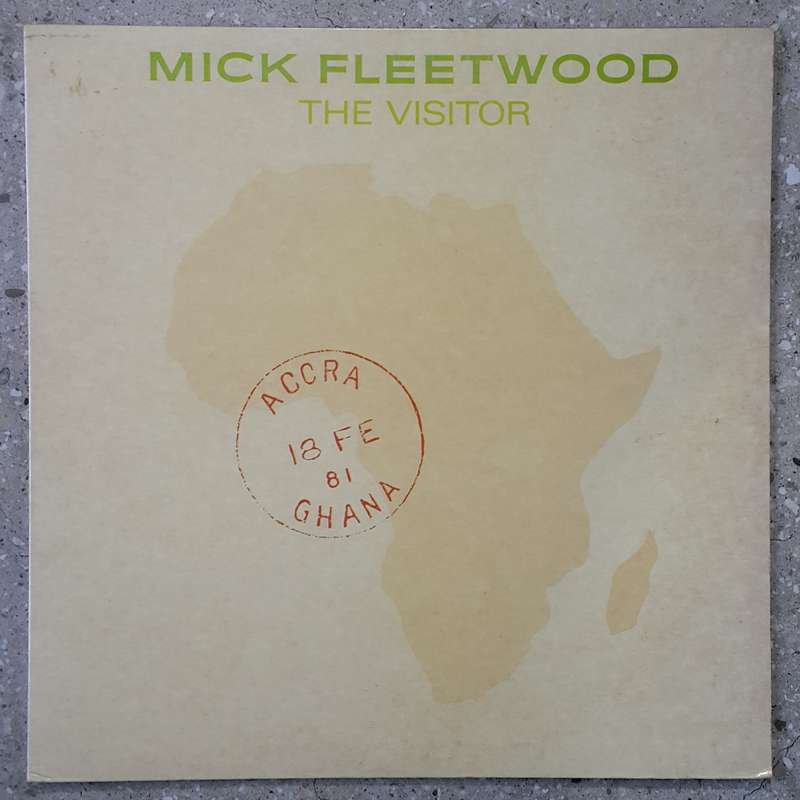 MICK FLEETWOOD
THE VISITOR
ACCRA
18 FE
81
GHANA